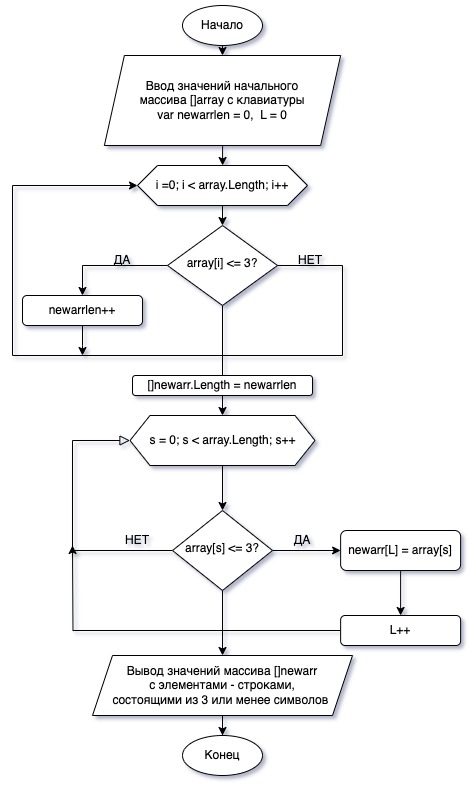 Начало
Ввод значений начального
массива []array с клавиатуры
var newarrlen = 0, L = 0
i =0; i < array.Length; i++
array[i] <= 3?
ДА
НЕТ
newarrlen++
[]newarr.Length = newarrlen
s = 0; s < array.Length; s++
array[s] <= 3?
НЕТ
ДА
newarr[L] = array[s]
L++
Вывод значений массива []newarr
с элементами - строками,
состоящими из 3 или менее символов
Конец